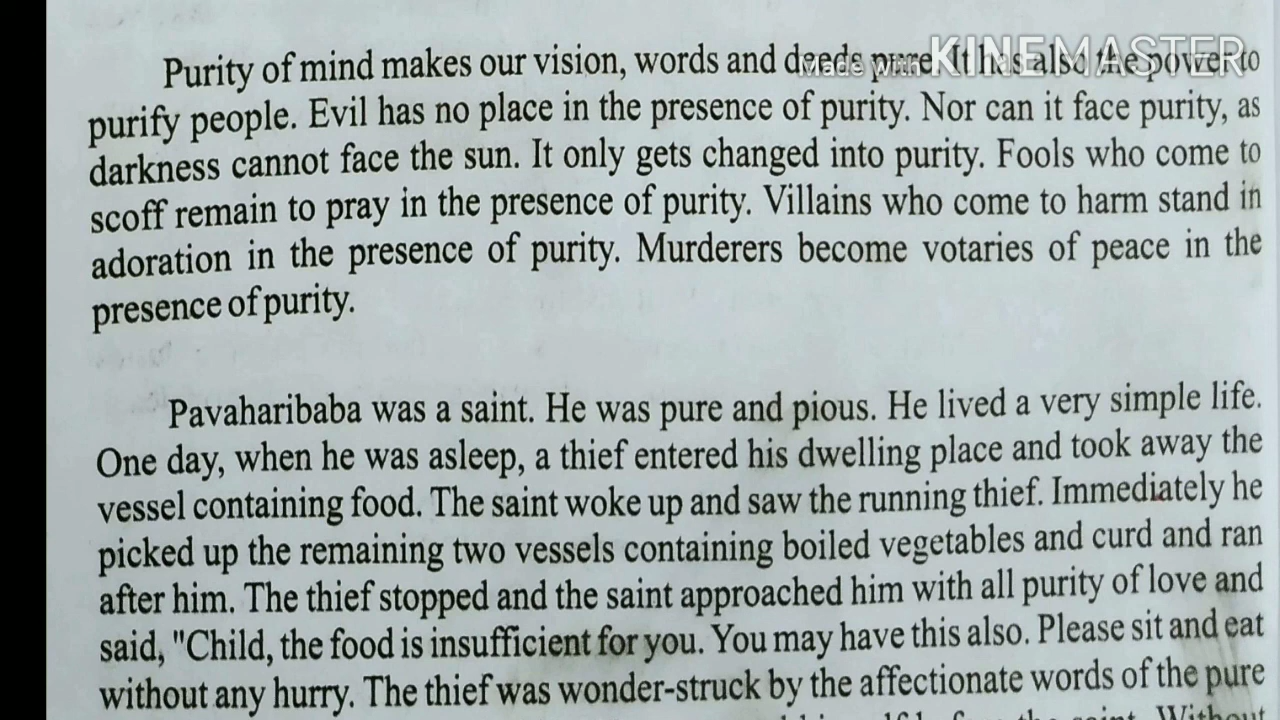 Purity of mind makes our vision, words and deeds pure. It has also the power to
Made with KINEMASTER
purify people. Evil has no place in the presence of purity. Nor can it face purity, as
darkness cannot face the sun. It only gets changed into purity. Fools who come to
scoff remain to pray in the presence of purity. Villains who come to harm stand in
adoration in the presence of purity. Murderers become votaries of peace in the
presence of purity.
Pavaharibaba was a saint. He was pure and pious. He lived a very simple life.
One day, when he was asleep, a thief entered his dwelling place and took away the
vessel containing food. The saint woke up and saw the running thief. Immediately he
picked up the remaining two vessels containing boiled vegetables and curd and ran
after him. The thief stopped and the saint approached him with all purity of love and
said, "Child, the food is insufficient for you. You may have this also. Please sit and eat
without any hurry. The thief was wonder-struck by the affectionate words of the pure
the saint. Without